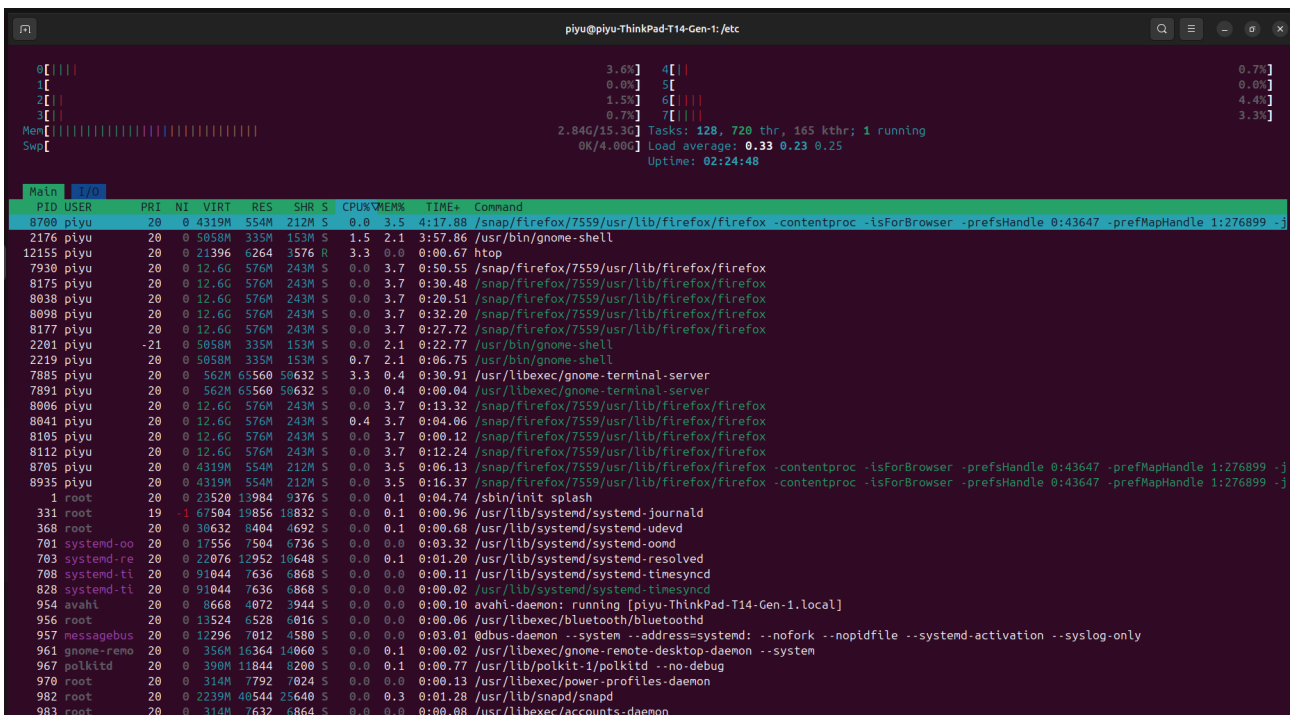 piyu@piyu-ThinkPad-T14-Gen-1: /etc
0[|||| 3.6%] 4[|| 0.7%]
1[ 0.0%] 5[ 0.0%]
2[|| 1.5%] 6[|||| 4.4%]
3[|| 0.7%] 7[|||| 3.3%]
Mem[||||||||||||||||||||||||||||| 2.84G/15.3G] Tasks: 128, 720 thr, 165 kthr; 1 running
Swp[ 0K/4.00G] Load average: 0.33 0.23 0.25
Uptime: 02:24:48
Main I/O
PID USER PRI NI VIRT RES SHR S CPU%▽MEM% TIME+ Command
8700 piyu 20 0 4319M 554M 212M S 0.0 3.5 4:17.88 /snap/firefox/7559/usr/lib/firefox/firefox -contentproc -isForBrowser -prefsHandle 0:43647 -prefMapHandle 1:276899 -j
2176 piyu 20 0 5058M 335M 153M S 1.5 2.1 3:57.86 /usr/bin/gnome-shell
12155 piyu 20 0 21396 6264 3576 R 3.3 0.0 0:00.67 htop
7930 piyu 20 0 12.6G 576M 243M S 0.0 3.7 0:50.55 /snap/firefox/7559/usr/lib/firefox/firefox
8175 piyu 20 0 12.6G 576M 243M S 0.0 3.7 0:30.48 /snap/firefox/7559/usr/lib/firefox/firefox
8038 piyu 20 0 12.6G 576M 243M S 0.0 3.7 0:20.51 /snap/firefox/7559/usr/lib/firefox/firefox
8098 piyu 20 0 12.6G 576M 243M S 0.0 3.7 0:32.20 /snap/firefox/7559/usr/lib/firefox/firefox
8177 piyu 20 0 12.6G 576M 243M S 0.0 3.7 0:27.72 /snap/firefox/7559/usr/lib/firefox/firefox
2201 piyu -21 0 5058M 335M 153M S 0.0 2.1 0:22.77 /usr/bin/gnome-shell
2219 piyu 20 0 5058M 335M 153M S 0.7 2.1 0:06.75 /usr/bin/gnome-shell
7885 piyu 20 0 562M 65560 50632 S 3.3 0.4 0:30.91 /usr/libexec/gnome-terminal-server
7891 piyu 20 0 562M 65560 50632 S 0.0 0.4 0:00.04 /usr/libexec/gnome-terminal-server
8006 piyu 20 0 12.6G 576M 243M S 0.0 3.7 0:13.32 /snap/firefox/7559/usr/lib/firefox/firefox
8041 piyu 20 0 12.6G 576M 243M S 0.4 3.7 0:04.06 /snap/firefox/7559/usr/lib/firefox/firefox
8105 piyu 20 0 12.6G 576M 243M S 0.0 3.7 0:00.12 /snap/firefox/7559/usr/lib/firefox/firefox
8112 piyu 20 0 12.6G 576M 243M S 0.0 3.7 0:12.24 /snap/firefox/7559/usr/lib/firefox/firefox
8705 piyu 20 0 4319M 554M 212M S 0.0 3.5 0:06.13 /snap/firefox/7559/usr/lib/firefox/firefox -contentproc -isForBrowser -prefsHandle 0:43647 -prefMapHandle 1:276899 -j
8935 piyu 20 0 4319M 554M 212M S 0.0 3.5 0:16.37 /snap/firefox/7559/usr/lib/firefox/firefox -contentproc -isForBrowser -prefsHandle 0:43647 -prefMapHandle 1:276899 -j
1 root 20 0 23520 13984 9376 S 0.0 0.1 0:04.74 /sbin/init splash
331 root 19 -1 67504 19856 18832 S 0.0 0.1 0:00.96 /usr/lib/systemd/systemd-journald
368 root 20 0 30632 8404 4692 S 0.0 0.1 0:00.68 /usr/lib/systemd/systemd-udevd
701 systemd-oo 20 0 17556 7504 6736 S 0.0 0.0 0:03.32 /usr/lib/systemd/systemd-oomd
703 systemd-re 20 0 22076 12952 10648 S 0.0 0.1 0:01.20 /usr/lib/systemd/systemd-resolved
708 systemd-ti 20 0 91044 7636 6868 S 0.0 0.0 0:00.11 /usr/lib/systemd/systemd-timesyncd
828 systemd-ti 20 0 91044 7636 6868 S 0.0 0.0 0:00.02 /usr/lib/systemd/systemd-timesyncd
954 avahi 20 0 8668 4072 3944 S 0.0 0.0 0:00.10 avahi-daemon: running [piyu-ThinkPad-T14-Gen-1.local]
956 root 20 0 13524 6528 6016 S 0.0 0.0 0:00.06 /usr/libexec/bluetooth/bluetoothd
957 messagebus 20 0 12296 7012 4580 S 0.0 0.0 0:03.01 @dbus-daemon --system --address=systemd: --nofork --nopidfile --systemd-activation --syslog-only
961 gnome-remo 20 0 356M 16364 14060 S 0.0 0.1 0:00.02 /usr/libexec/gnome-remote-desktop-daemon --system
967 polkitd 20 0 390M 11844 8200 S 0.0 0.1 0:00.77 /usr/lib/polkit-1/polkitd --no-debug
970 root 20 0 314M 7792 7024 S 0.0 0.0 0:00.13 /usr/libexec/power-profiles-daemon
982 root 20 0 2239M 40544 25640 S 0.0 0.3 0:01.28 /usr/lib/snapd/snapd
983 root 20 0 314M 7632 6864 S 0.0 0.0 0:00.08 /usr/libexec/accounts-daemon